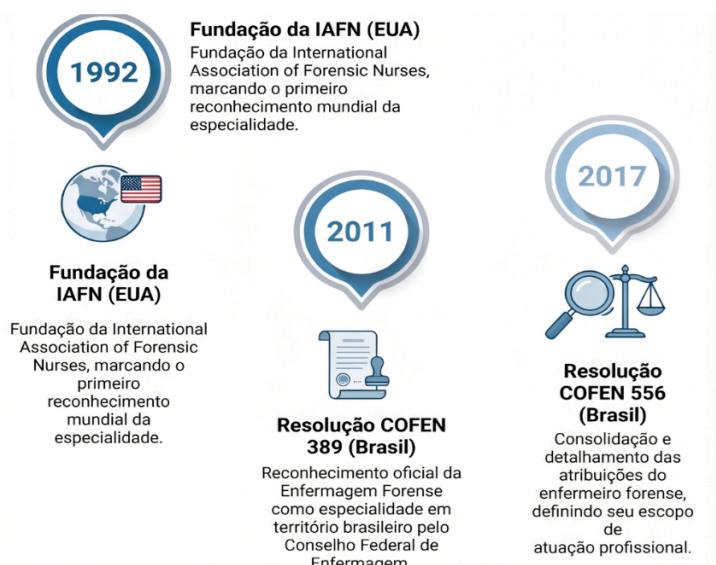 1992
Fundação da IAFN (EUA)
Fundação da International
Association of Forensic Nurses,
marcando o primeiro
reconhecimento mundial da
especialidade.
Fundação da
IAFN (EUA)
Fundação da International
Association of Forensic
Nurses, marcando o
primeiro
reconhecimento
mundial da
especialidade.
2011
Resolução COFEN
389 (Brasil)
Reconhecimento oficial da
Enfermagem Forense
como especialidade em
território brasileiro pelo
Conselho Federal de
Enfermagem
2017
Resolução
COFEN 556
(Brasil)
Consolidação e
detalhamento das
atribuições do
enfermeiro forense,
definindo seu escopo
de
atuação profissional.